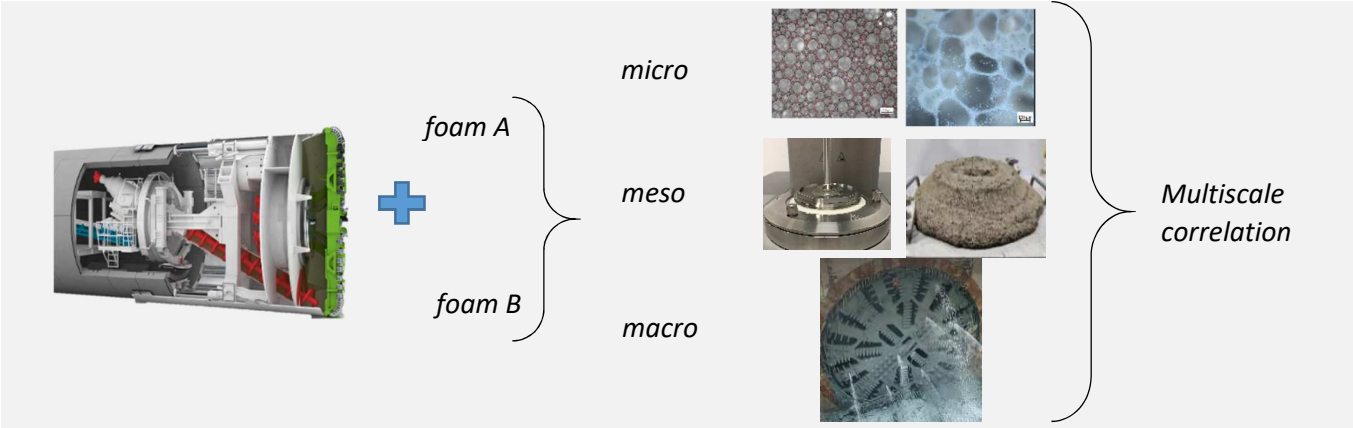 micro
foam A
meso
Multiscale
correlation
foam B
macro